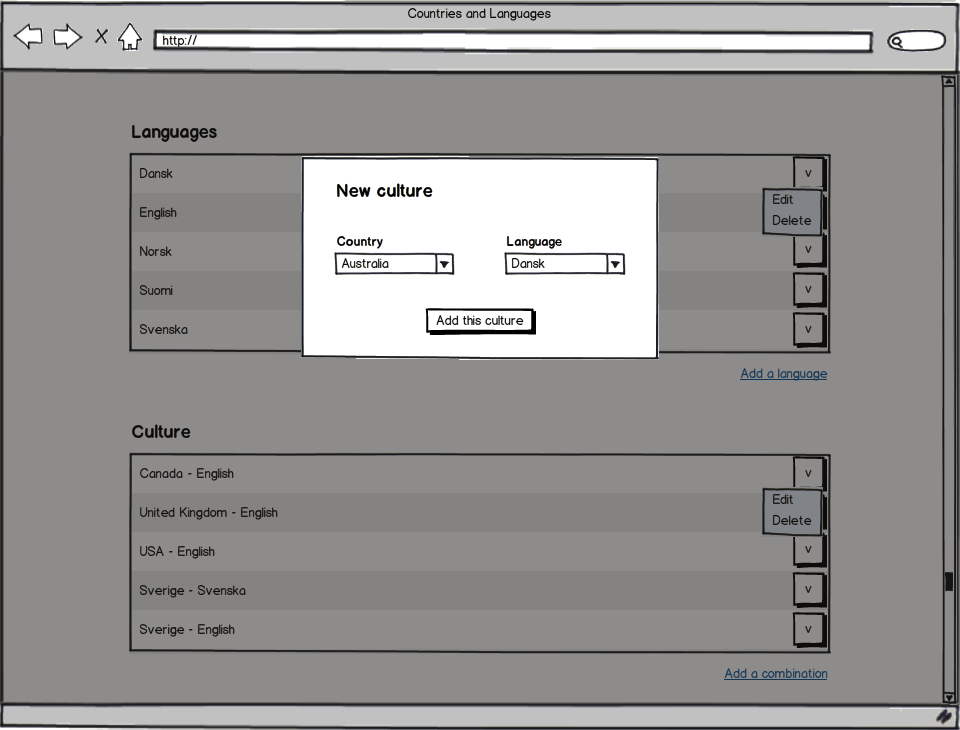 Countries and Languages
http://
Languages
Dansk
v
English
Edit
Delete
Norsk
v
Suomi
v
Svenska
v
New culture
Country
Language
Australia
Dansk
Add this culture
Add a language
Culture
Canada - English
v
United Kingdom - English
Edit
Delete
USA - English
v
Sverige - Svenska
v
Sverige - English
v
Add a combination